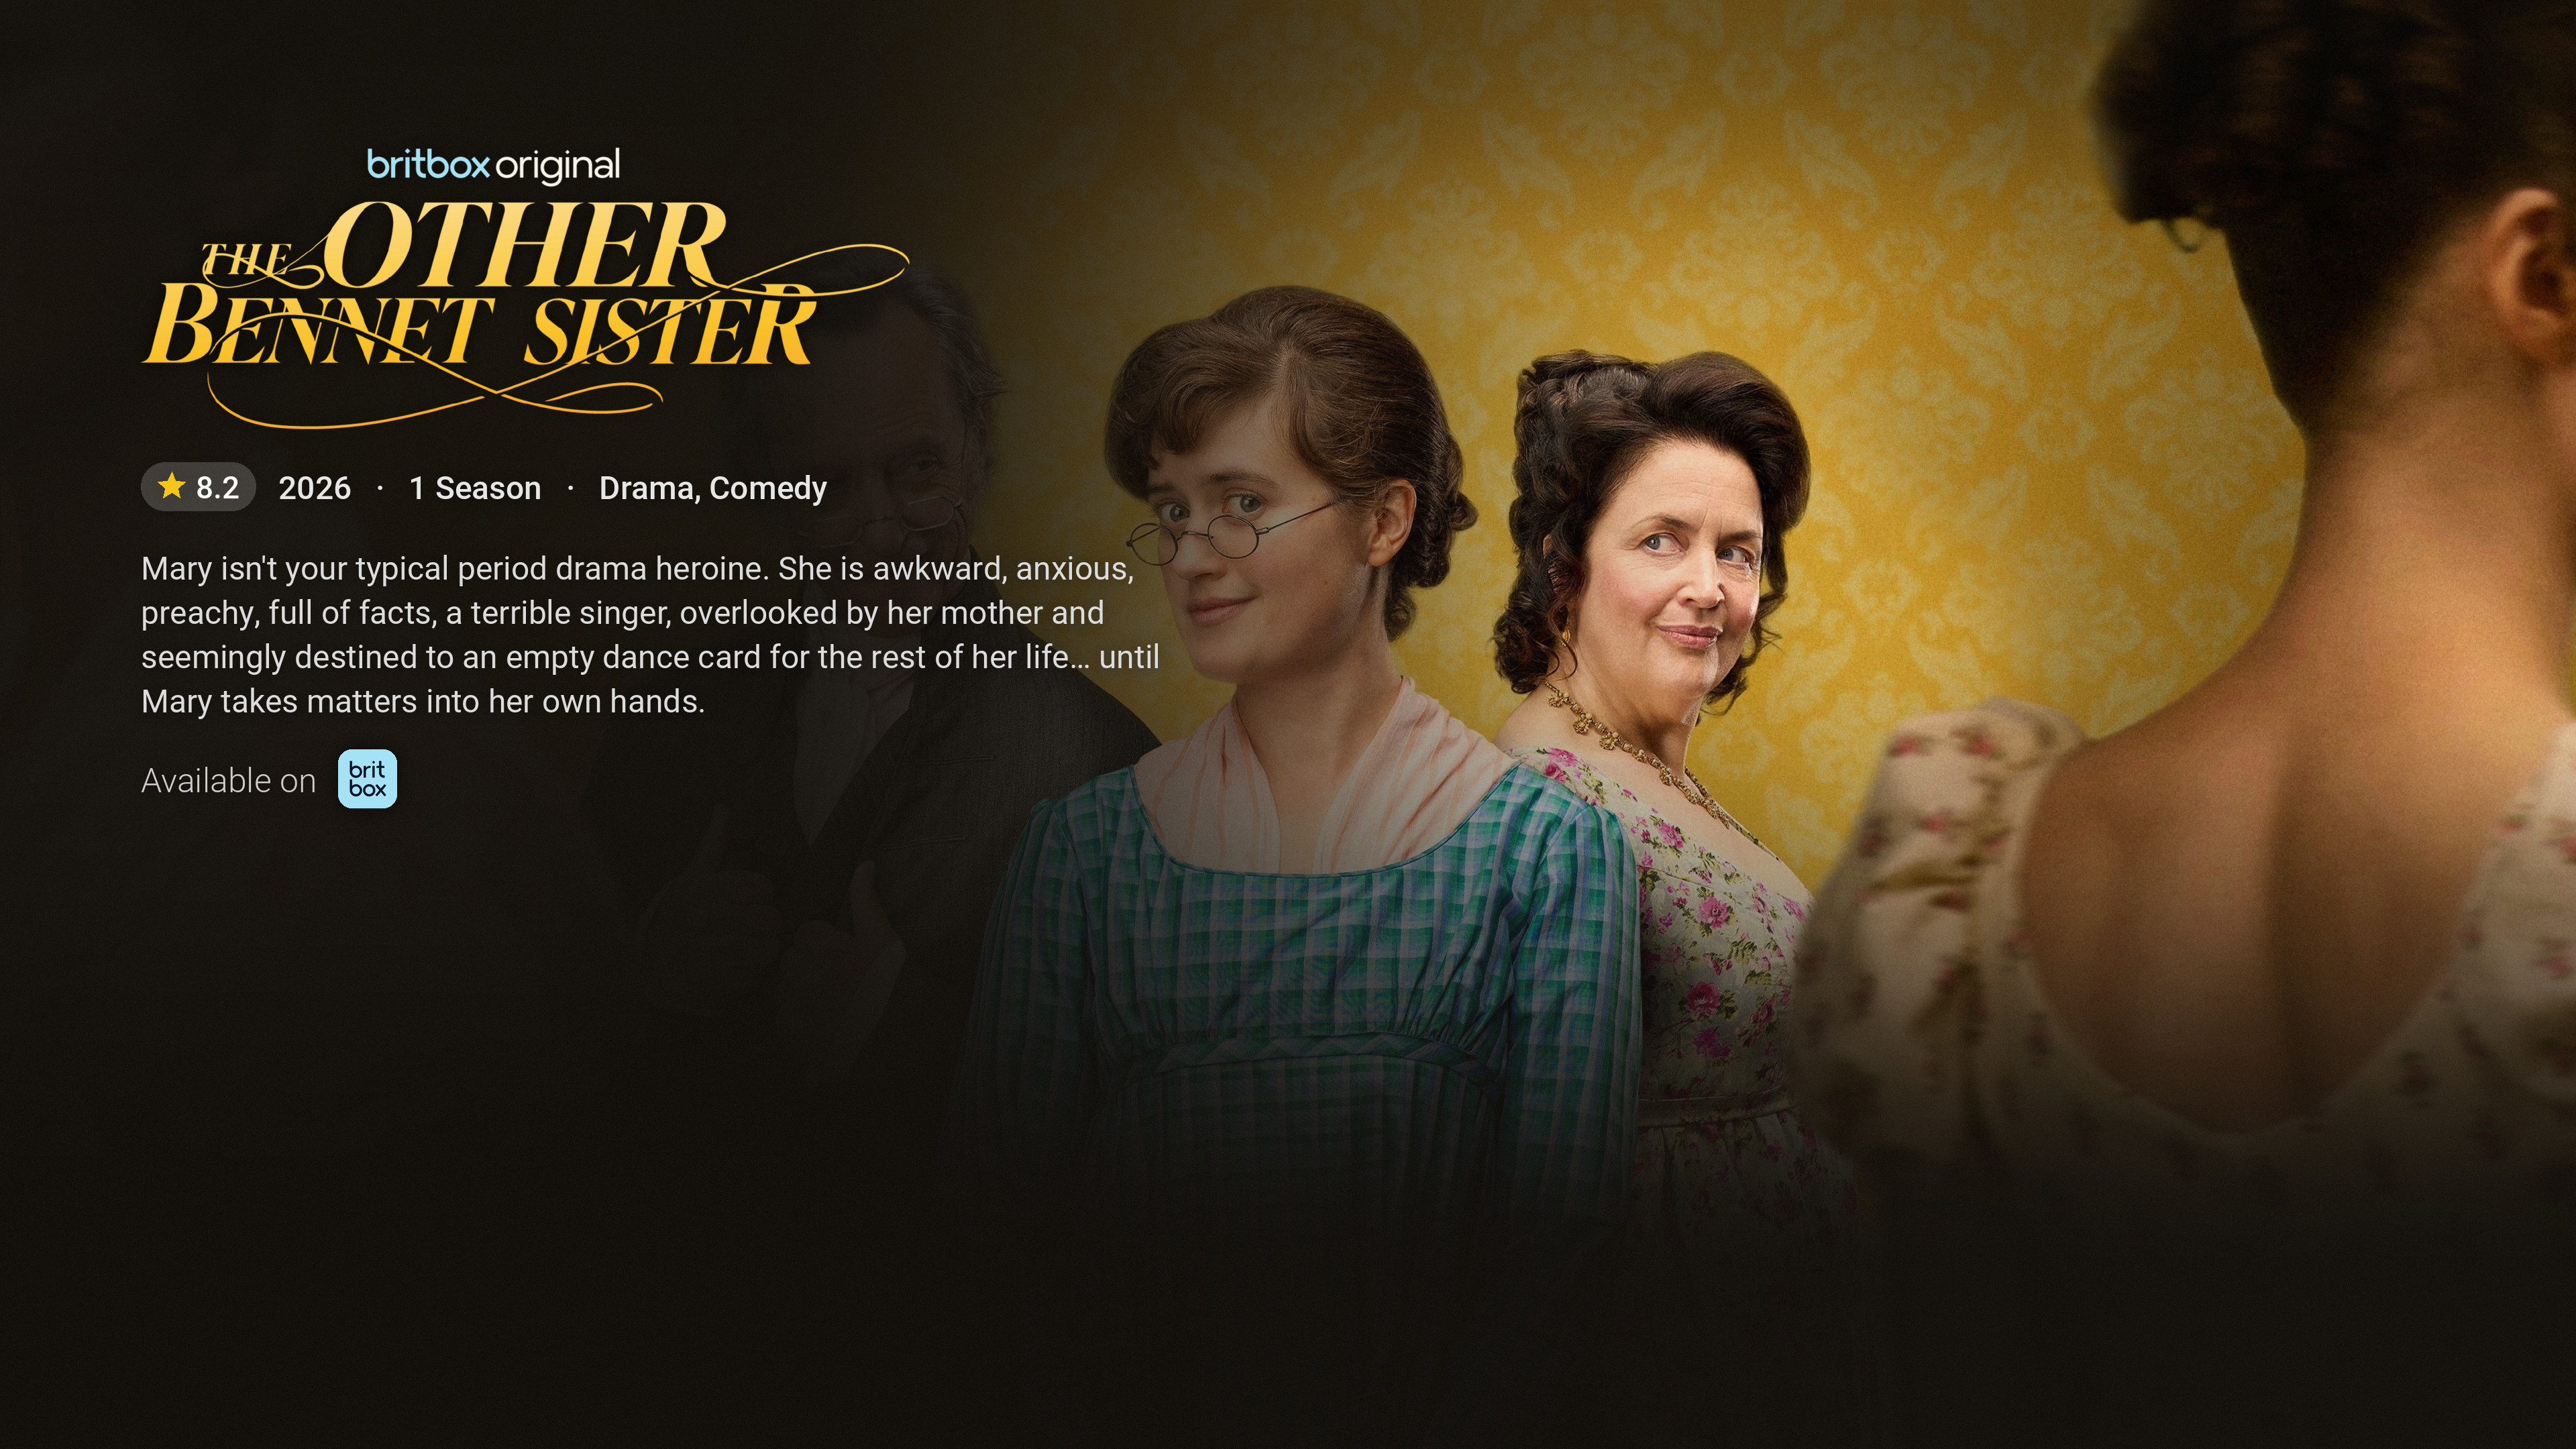 britbox original
THE OTHER
BENNET SISTER
8.2 2026 · 1 Season · Drama, Comedy
Mary isn't your typical period drama heroine. She is awkward, anxious,
preachy, full of facts, a terrible singer, overlooked by her mother and
seemingly destined to an empty dance card for the rest of her life… until
Mary takes matters into her own hands.
Available on
brit
box